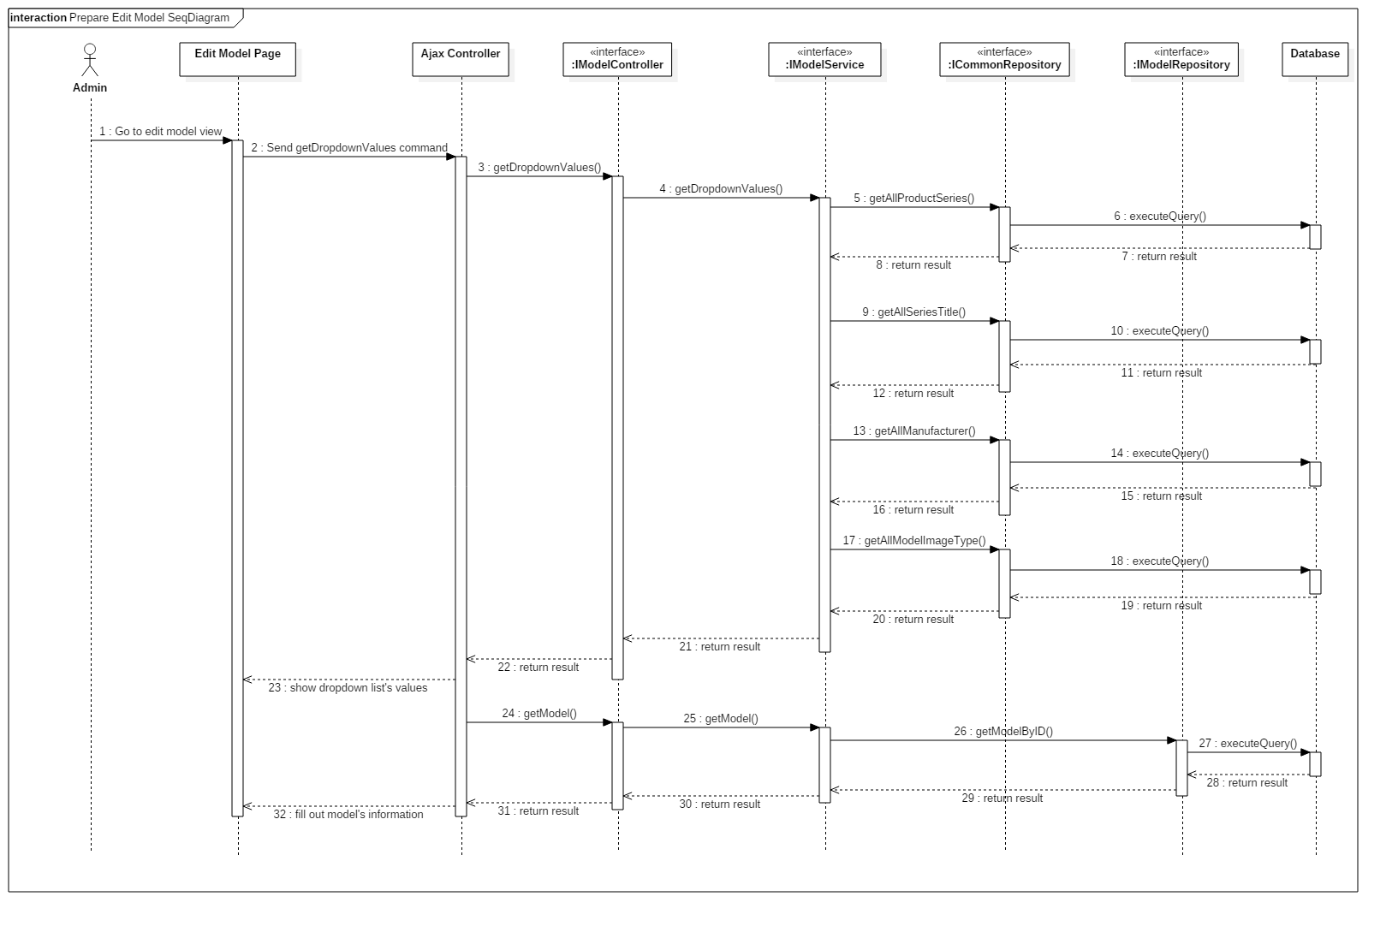 interaction Prepare Edit Model SeqDiagram
Admin
Edit Model Page
Ajax Controller
«interface»
:IModelController
«interface»
:IModelService
«interface»
:ICommonRepository
«interface»
:IModelRepository
Database
1 : Go to edit model view
2 : Send getDropdownValues command
3 : getDropdownValues()
4 : getDropdownValues()
5 : getAllProductSeries()
6 : executeQuery()
7 : return result
8 : return result
9 : getAllSeriesTitle()
10 : executeQuery()
11 : return result
12 : return result
13 : getAllManufacturer()
14 : executeQuery()
15 : return result
16 : return result
17 : getAllModelImageType()
18 : executeQuery()
19 : return result
20 : return result
21 : return result
22 : return result
23 : show dropdown list's values
24 : getModel()
25 : getModel()
26 : getModelByID()
27 : executeQuery()
28 : return result
29 : return result
30 : return result
31 : return result
32 : fill out model's information